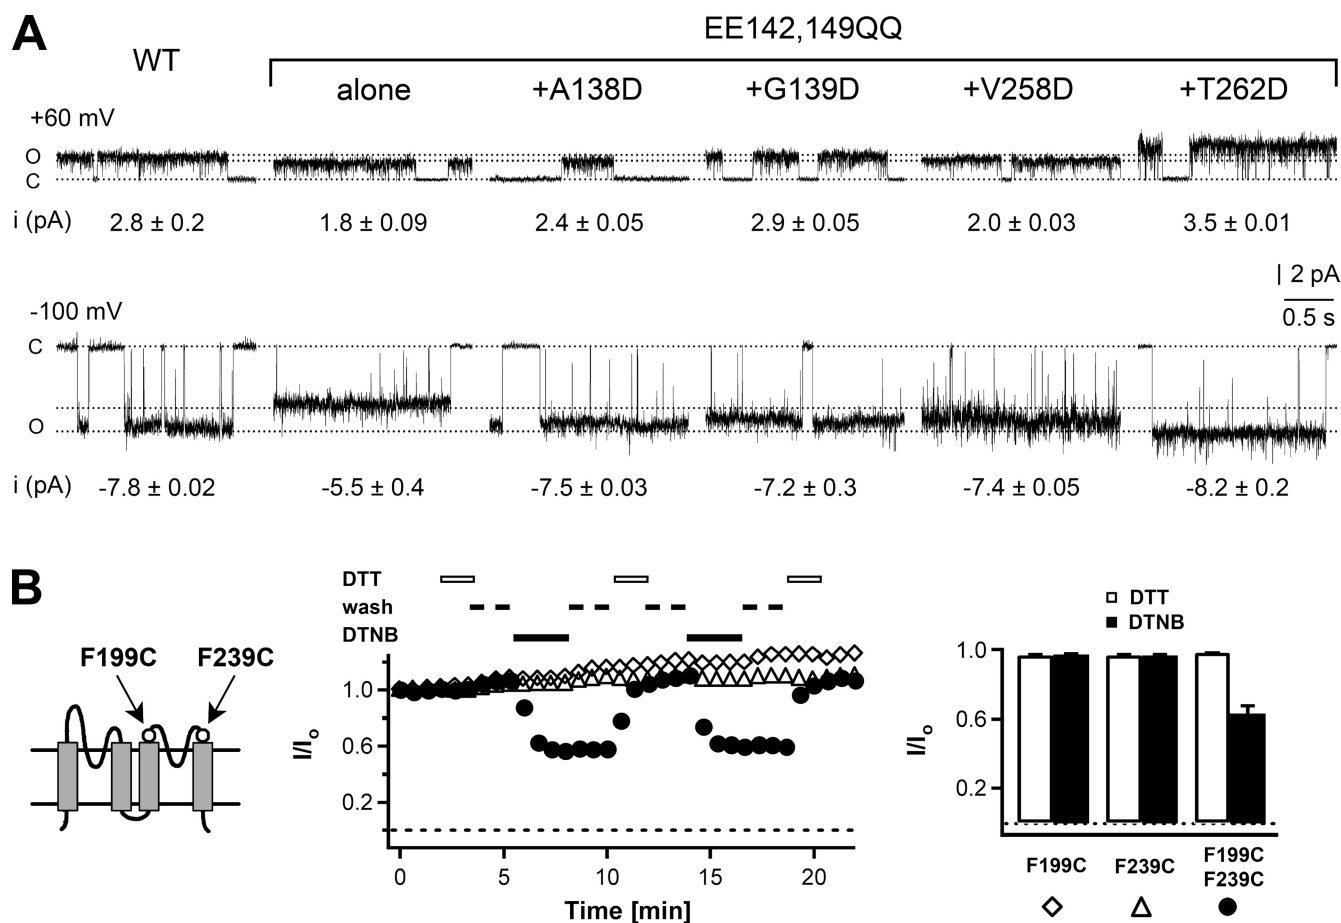 A
EE142,149QQ
WT
alone +A138D +G139D +V258D +T262D
+60 mV
O
C
i (pA) 2.8 ± 0.2 1.8 ± 0.09 2.4 ± 0.05 2.9 ± 0.05 2.0 ± 0.03 3.5 ± 0.01
2 pA
0.5 s
-100 mV
C
O
i (pA) -7.8 ± 0.02 -5.5 ± 0.4 -7.5 ± 0.03 -7.2 ± 0.3 -7.4 ± 0.05 -8.2 ± 0.2
B
F199C F239C
DTT
wash
DTNB
1.0
0.6
0.2
I/Io
0 5 10 15 20
Time [min]
DTT
DTNB
1.0
0.6
0.2
I/Io
F199C F239C F199C
F239C